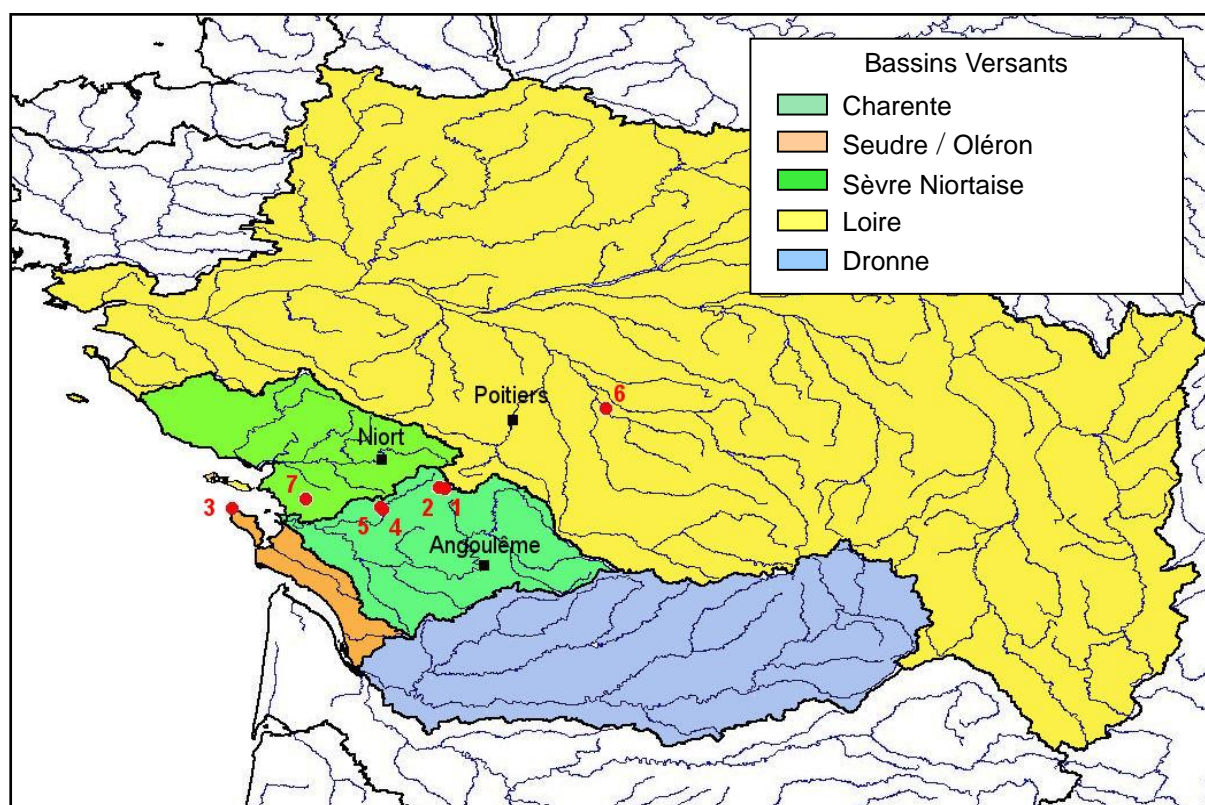 Bassins Versants
Charente
Seudre / Oléron
Sèvre Niortaise
Loire
Dronne
Poitiers
6
Niort
7
3
5 4
2 1
Angoulême